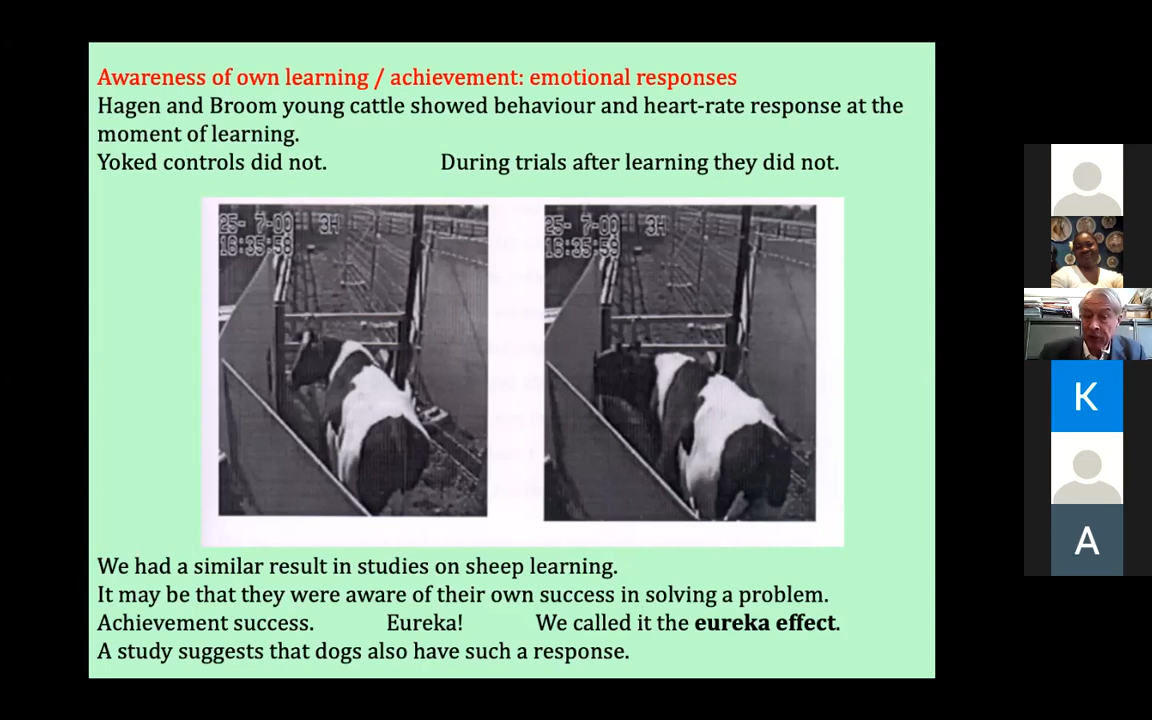 Awareness of own learning / achievement: emotional responses
Hagen and Broom young cattle showed behaviour and heart-rate response at the
moment of learning.
Yoked controls did not. During trials after learning they did not.
25- 7-00 3H
16:35:58
25- 7-00 3H
16:35:59
We had a similar result in studies on sheep learning.
It may be that they were aware of their own success in solving a problem.
Achievement success. Eureka! We called it the eureka effect.
A study suggests that dogs also have such a response.
K
A